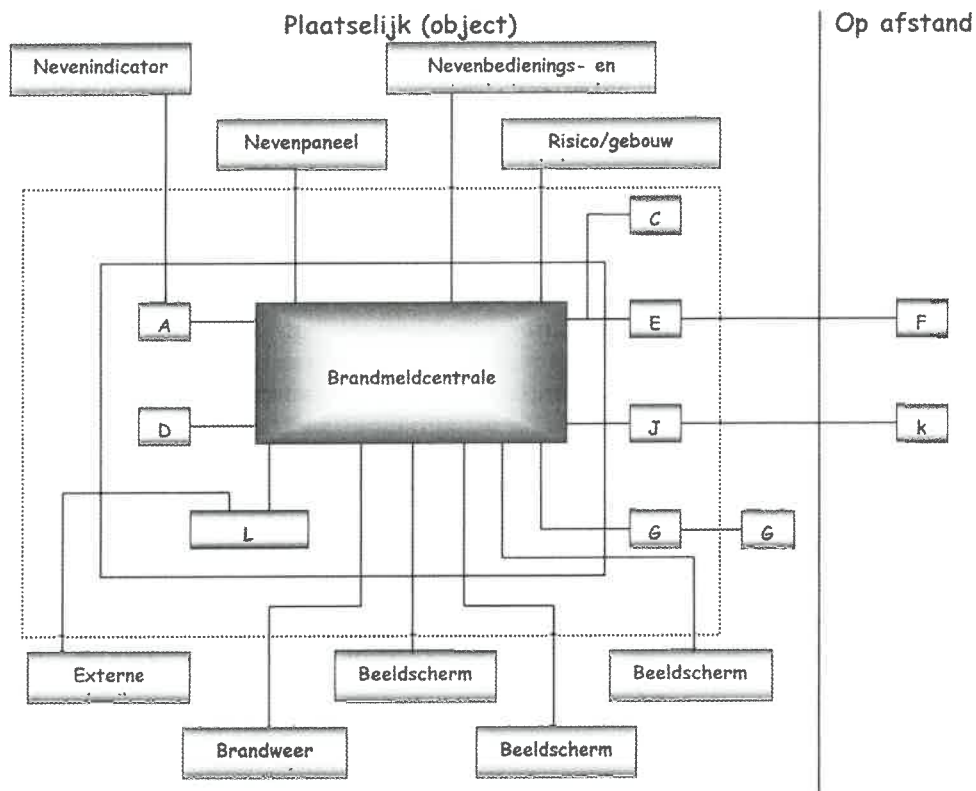 Plaatselijk (object)
Op afstand
Nevenindicator
Nevenbedienings- en
Nevenpaneel
Risico/gebouw
C
A
E
F
Brandmeldcentrale
D
J
k
L
G
G
Externe
Beeldscherm
Beeldscherm
Brandweer
Beeldscherm